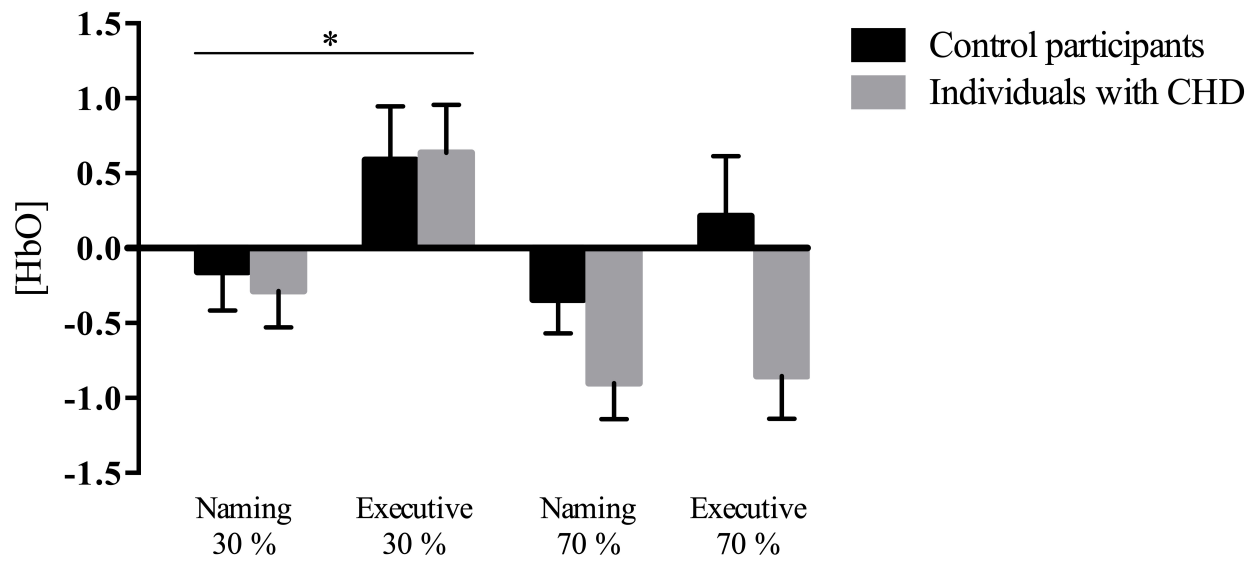 1.5
1.0
0.5
0.0
-0.5
-1.0
-1.5
[HbO]
*
Control participants
Individuals with CHD
Naming
30 %
Executive
30 %
Naming
70 %
Executive
70 %